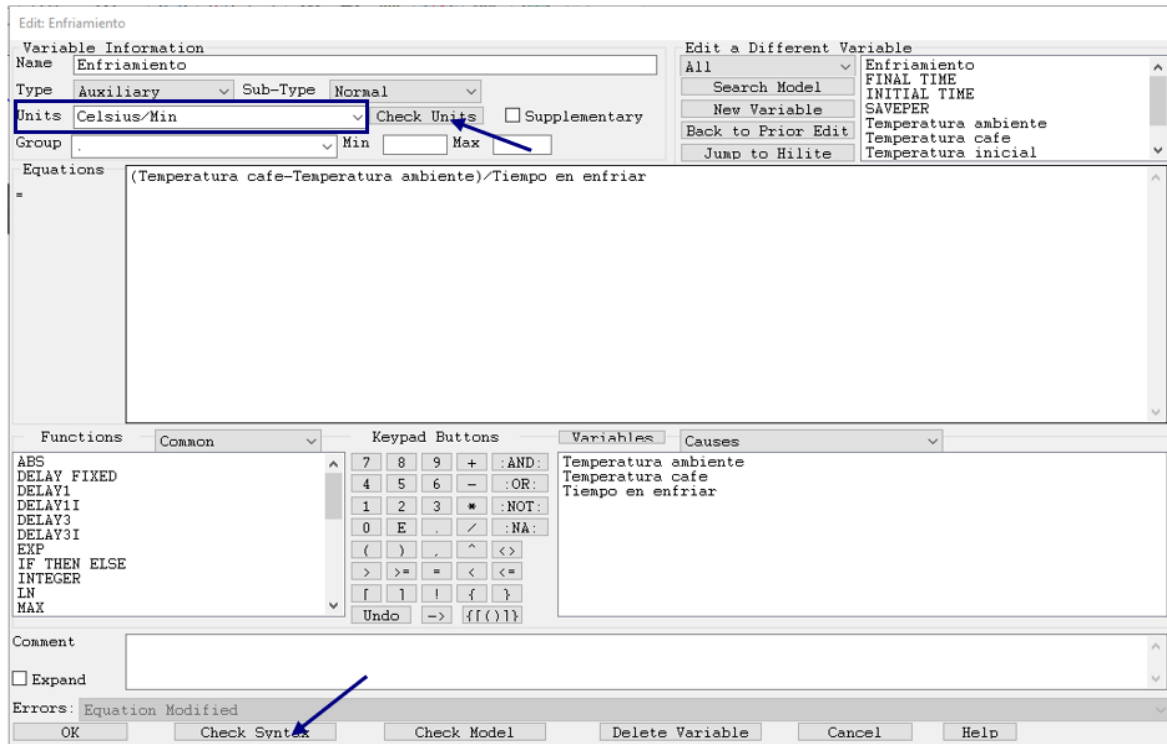 Edit: Enfriamiento
Variable Information
Name Enfriamiento
Type Auxiliary Sub-Type Normal
Units Celsius/Min Check Units Supplementary
Group . Min Max
Edit a Different Variable
All
Search Model
New Variable
Back to Prior Edit
Jump to Hilite
Enfriamiento
FINAL TIME
INITIAL TIME
SAVEPER
Temperatura ambiente
Temperatura cafe
Temperatura inicial
Equations
=
(Temperatura cafe-Temperatura ambiente)/Tiempo en enfriar
Functions Common
ABS
DELAY FIXED
DELAY1
DELAY1I
DELAY3
DELAY3I
EXP
IF THEN ELSE
INTEGER
LN
MAX
Keypad Buttons
7 8 9 + :AND:
4 5 6 - :OR:
1 2 3 * :NOT:
0 E . / :NA:
( ) , ^ <>
> >= = < <=
[ ] ! { }
Undo -> {[()]}
Variables Causes
Temperatura ambiente
Temperatura cafe
Tiempo en enfriar
Comment
Expand
Errors: Equation Modified
OK Check Syntax Check Model Delete Variable Cancel Help